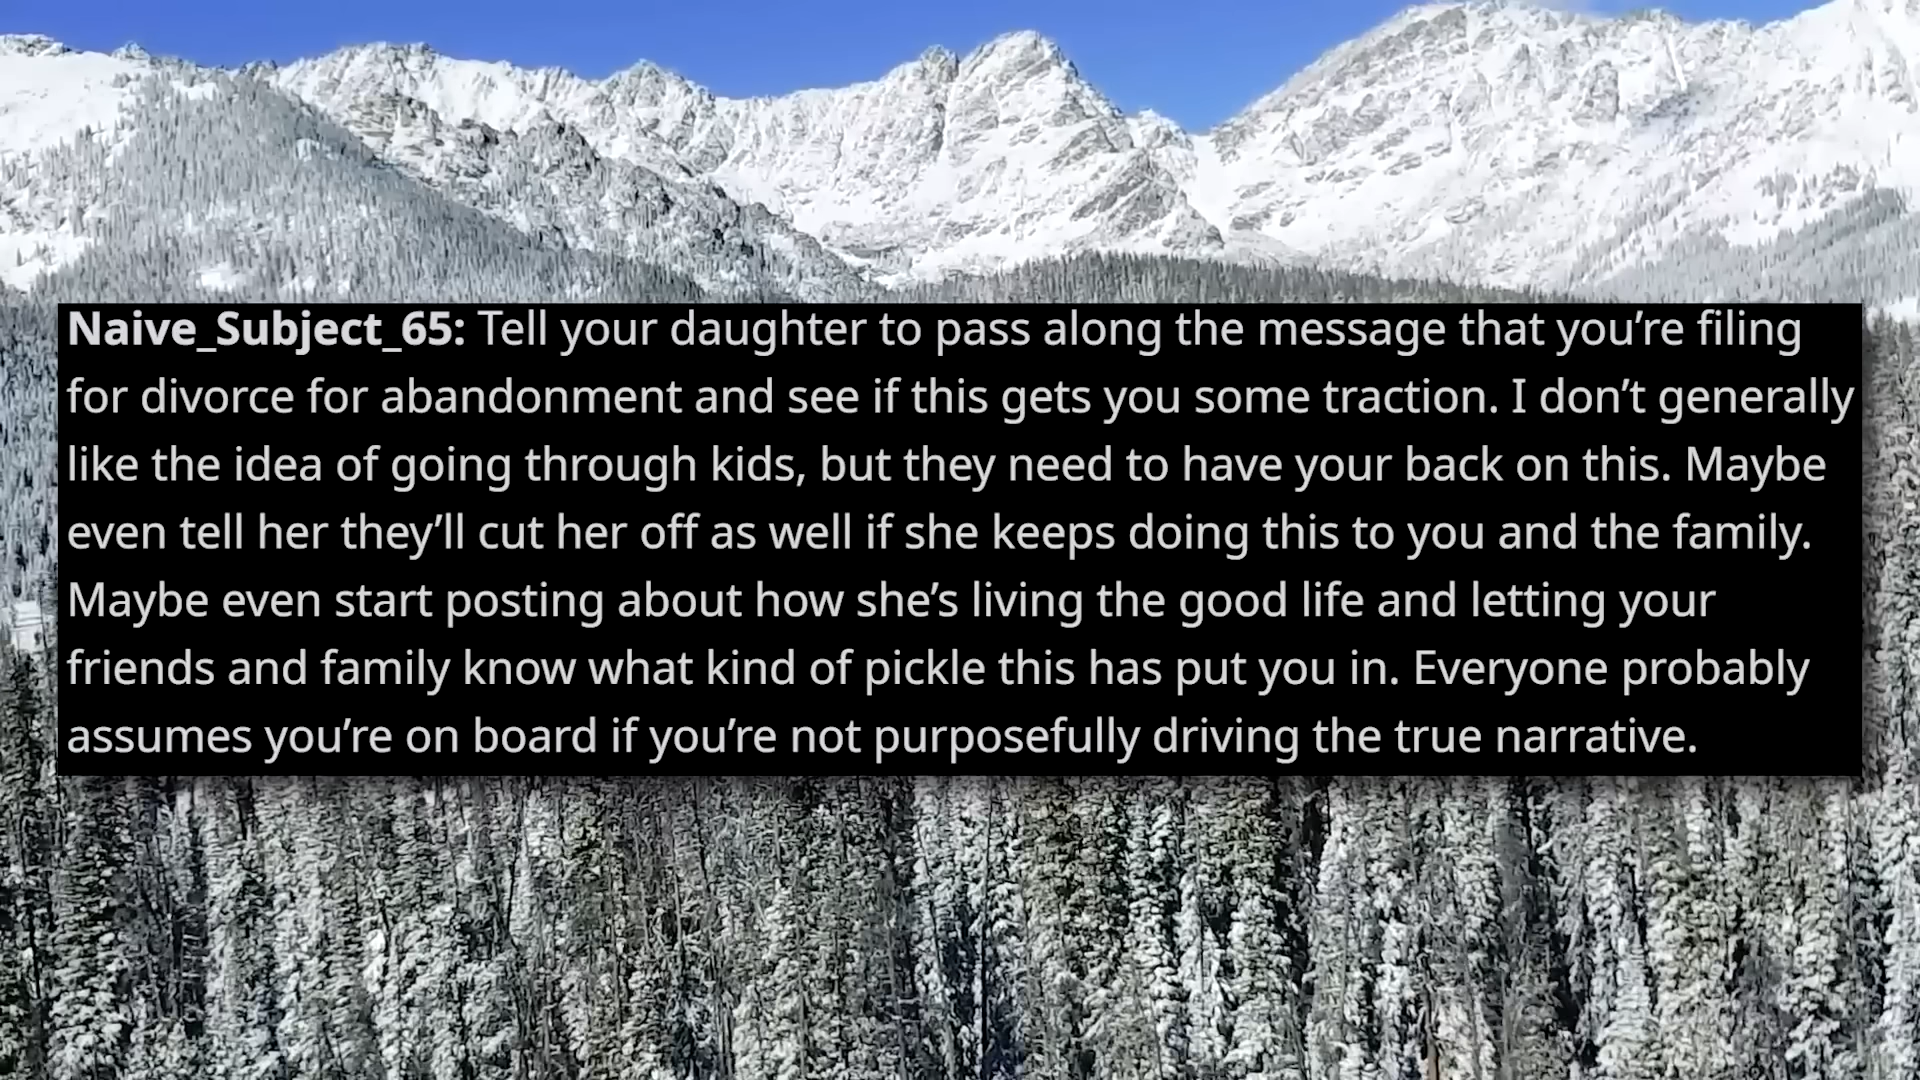 Naive_Subject_65: Tell your daughter to pass along the message that you’re filing
for divorce for abandonment and see if this gets you some traction. I don’t generally
like the idea of going through kids, but they need to have your back on this. Maybe
even tell her they’ll cut her off as well if she keeps doing this to you and the family.
Maybe even start posting about how she’s living the good life and letting your
friends and family know what kind of pickle this has put you in. Everyone probably
assumes you’re on board if you’re not purposefully driving the true narrative.